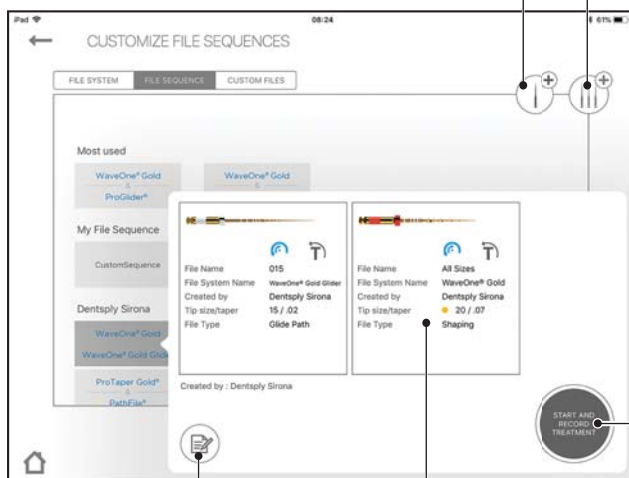 iPad 08:24 61%
CUSTOMIZE FILE SEQUENCES
FILE SYSTEM FILE SEQUENCE CUSTOM FILES
Most used
WaveOne® Gold
&
ProGlider®
WaveOne® Gold
&
My File Sequence
CustomSequence
Dentsply Sirona
WaveOne® Gold
WaveOne® Gold Glide
ProTaper Gold®
&
PathFile®
File Name 015
File System Name WaveOne® Gold Glider
Created by Dentsply Sirona
Tip size/taper 15 / .02
File Type Glide Path
File Name All Sizes
File System Name WaveOne® Gold
Created by Dentsply Sirona
Tip size/taper 20 / .07
File Type Shaping
Created by : Dentsply Sirona
START AND
RECORD
TREATMENT